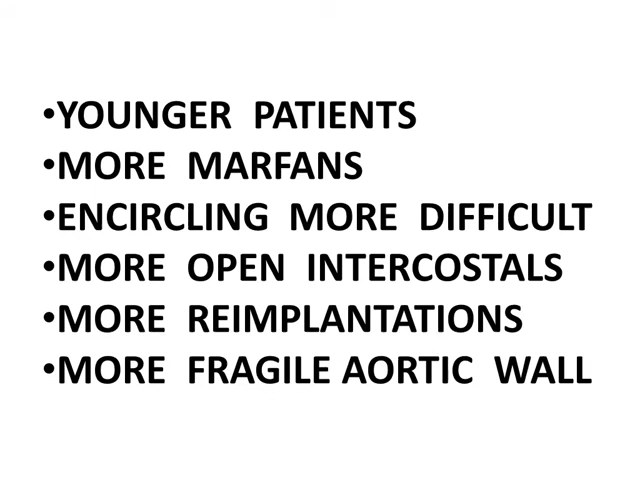 •YOUNGER PATIENTS
•MORE MARFANS
•ENCIRCLING MORE DIFFICULT
•MORE OPEN INTERCOSTALS
•MORE REIMPLANTATIONS
•MORE FRAGILE AORTIC WALL